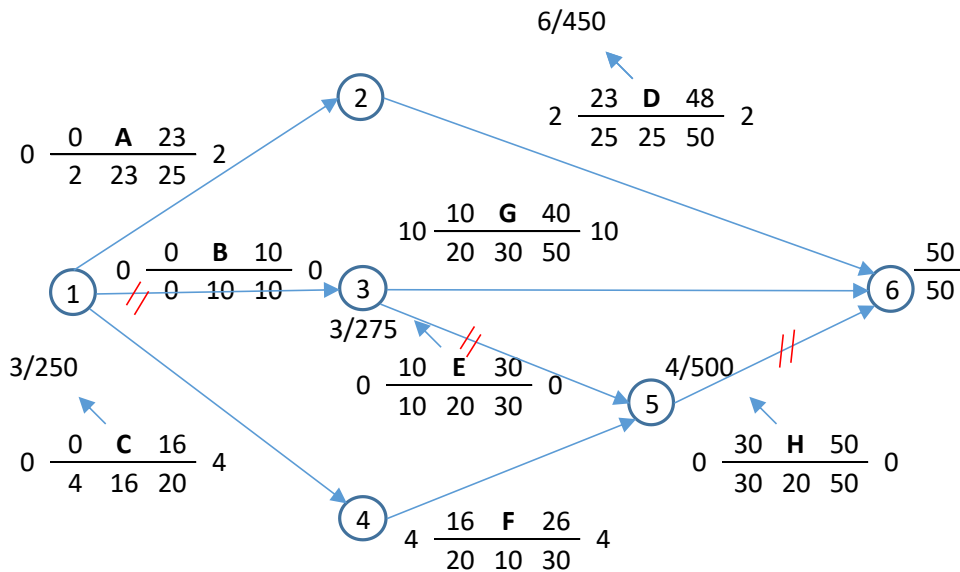 6/450
2
23 D 48
2 25 25 50 2
0 A 23
0 2 23 25 2
10 G 40
10 20 30 50 10
0 B 10
0 0 10 10 0
1
3
6
50
50
3/275
3/250
10 E 30
0 10 20 30 0
4/500
5
0 C 16
0 4 16 20 4
30 H 50
0 30 20 50 0
4
16 F 26
4 20 10 30 4